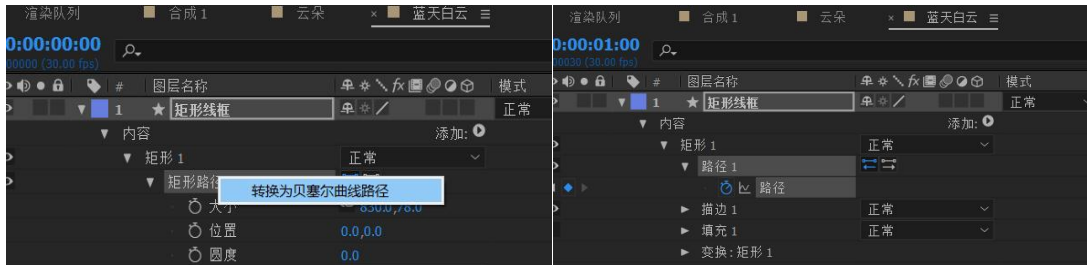 渲染队列 合成 1 云朵 × 蓝天白云 ≡
0:00:00:00
00000 (30.00 fps)
# 图层名称 模式
1 ★ 矩形线框 正常
内容 添加:
矩形 1 正常
矩形路径
转换为贝塞尔曲线路径
大小 830.0,78.0
位置 0.0,0.0
圆度 0.0
渲染队列 合成 1 云朵 × 蓝天白云 ≡
0:00:01:00
00030 (30.00 fps)
# 图层名称 模式
1 ★ 矩形线框 正常
内容 添加:
矩形 1 正常
路径 1
路径
描边 1 正常
填充 1 正常
变换:矩形 1